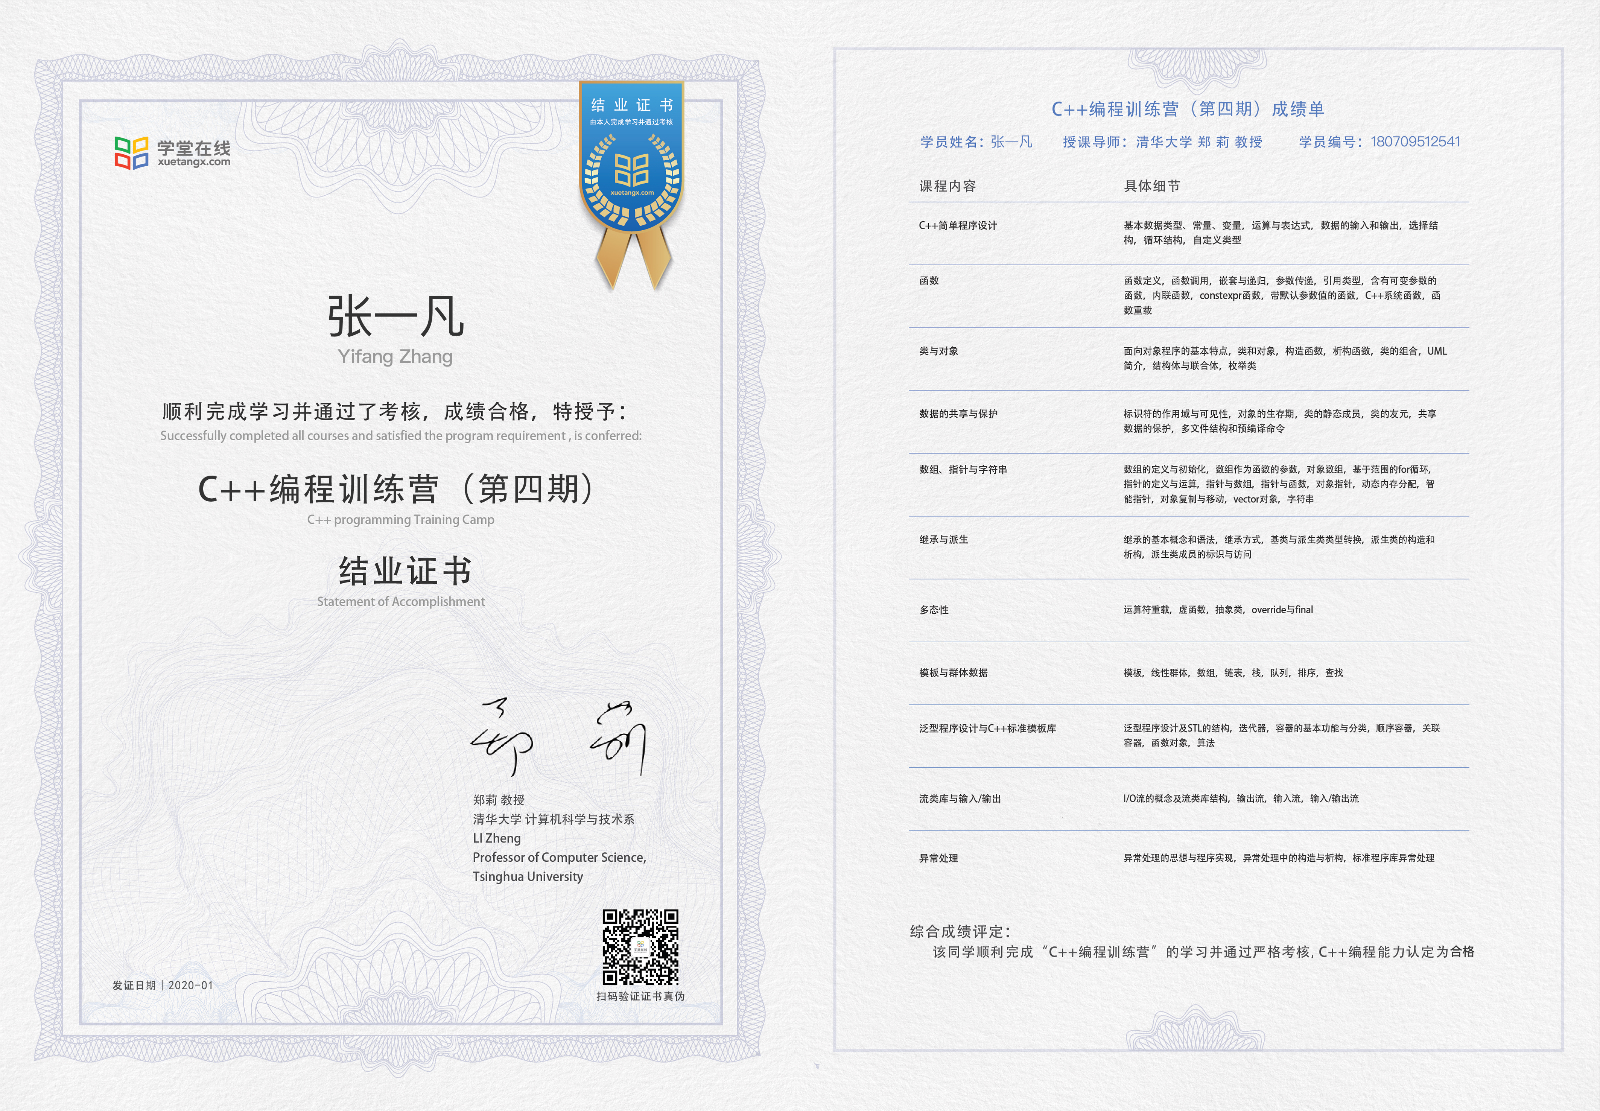 学堂在线
xuetangx.com
结业证书
由本人完成学习并通过考核
xuetangx.com
张一凡
Yifang Zhang
顺利完成学习并通过了考核，成绩合格，特授予：
Successfully completed all courses and satisfied the program requirement , is conferred:
C++编程训练营（第四期）
C++ programming Training Camp
结业证书
Statement of Accomplishment
郑莉
郑莉 教授
清华大学 计算机科学与技术系
LI Zheng
Professor of Computer Science,
Tsinghua University
发证日期 | 2020-01
扫码验证证书真伪
C++编程训练营（第四期）成绩单
学员姓名：张一凡 授课导师：清华大学 郑 莉 教授 学员编号：180709512541
课程内容 具体细节
C++简单程序设计 基本数据类型、常量、变量，运算与表达式，数据的输入和输出，选择结
构，循环结构，自定义类型
函数 函数定义，函数调用，嵌套与递归，参数传递，引用类型，含有可变参数的
函数，内联函数，constexpr函数，带默认参数值的函数，C++系统函数，函
数重载
类与对象 面向对象程序的基本特点，类和对象，构造函数，析构函数，类的组合，UML
简介，结构体与联合体，枚举类
数据的共享与保护 标识符的作用域与可见性，对象的生存期，类的静态成员，类的友元，共享
数据的保护，多文件结构和预编译命令
数组、指针与字符串 数组的定义与初始化，数组作为函数的参数，对象数组，基于范围的for循环，
指针的定义与运算，指针与数组，指针与函数，对象指针，动态内存分配，智
能指针，对象复制与移动，vector对象，字符串
继承与派生 继承的基本概念和语法，继承方式，基类与派生类类型转换，派生类的构造和
析构，派生类成员的标识与访问
多态性 运算符重载，虚函数，抽象类，override与final
模板与群体数据 模板，线性群体，数组，链表，栈，队列，排序，查找
泛型程序设计与C++标准模板库 泛型程序设计及STL的结构，迭代器，容器的基本功能与分类，顺序容器，关联
容器，函数对象，算法
流类库与输入/输出 I/O流的概念及流类库结构，输出流，输入流，输入/输出流
异常处理 异常处理的思想与程序实现，异常处理中的构造与析构，标准程序库异常处理
综合成绩评定：
该同学顺利完成“C++编程训练营”的学习并通过严格考核，C++编程能力认定为合格